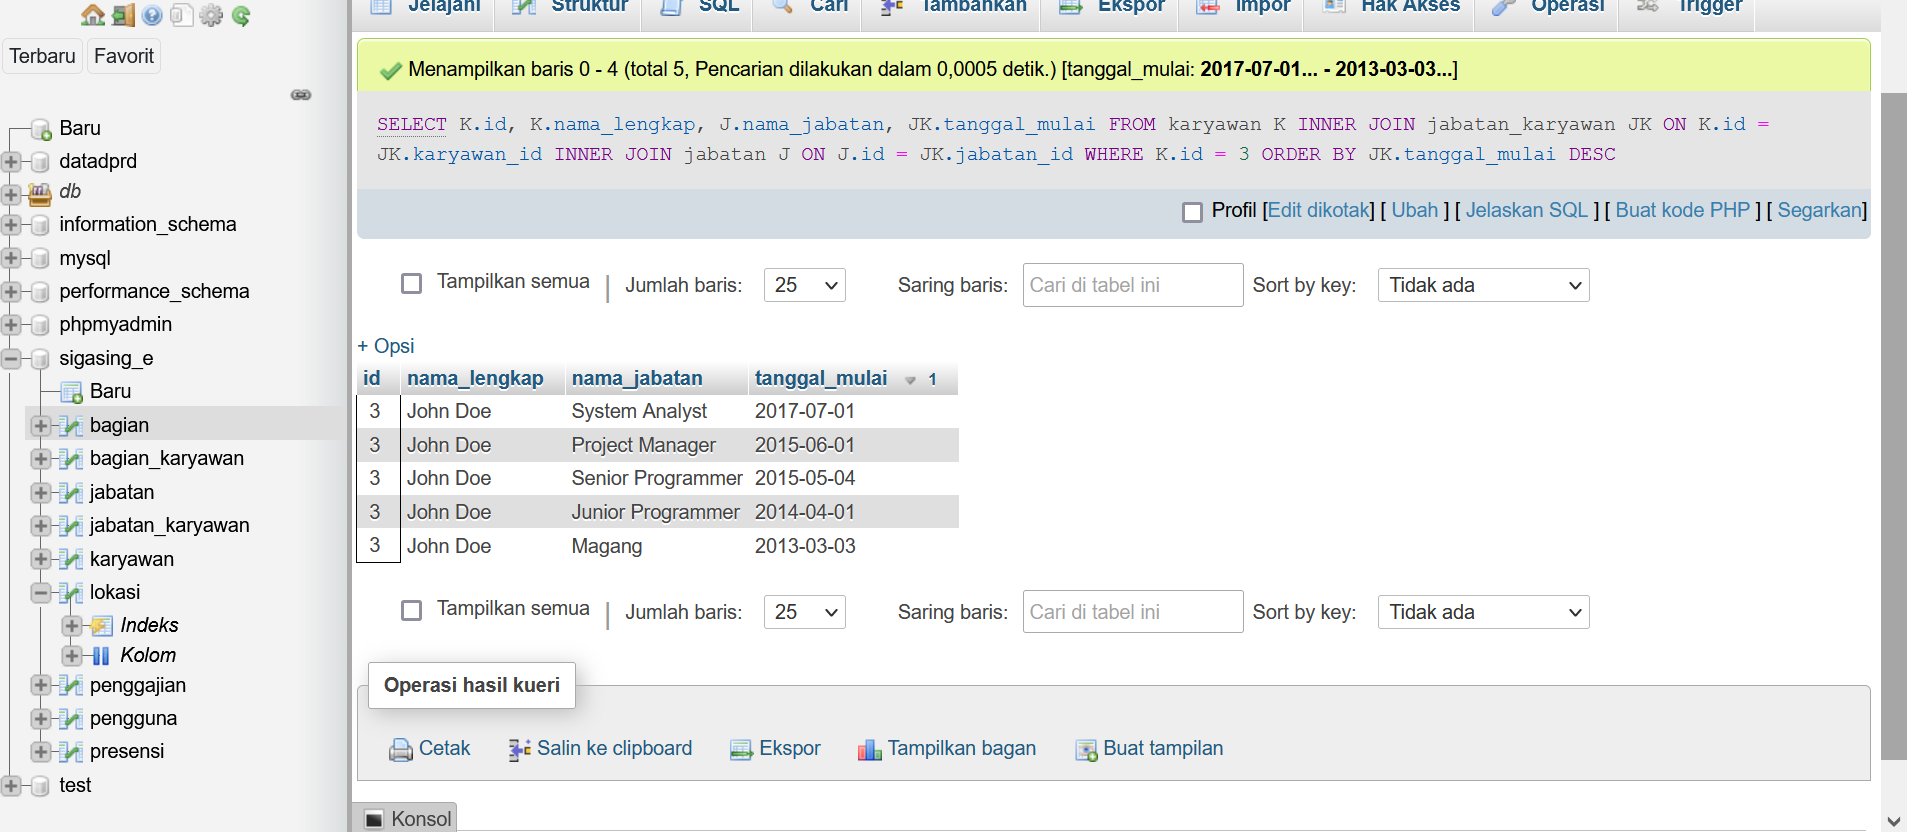 Jelajahi Struktur SQL Cari Tambahkan Ekspor Impor Hak Akses Operasi Trigger
Terbaru Favorit
Baru
datadprd
db
information_schema
mysql
performance_schema
phpmyadmin
sigasing_e
Baru
bagian
bagian_karyawan
jabatan
jabatan_karyawan
karyawan
lokasi
Indeks
Kolom
penggajian
pengguna
presensi
test
Menampilkan baris 0 - 4 (total 5, Pencarian dilakukan dalam 0,0005 detik.) [tanggal_mulai: 2017-07-01... - 2013-03-03...]
SELECT K.id, K.nama_lengkap, J.nama_jabatan, JK.tanggal_mulai FROM karyawan K INNER JOIN jabatan_karyawan JK ON K.id =
JK.karyawan_id INNER JOIN jabatan J ON J.id = JK.jabatan_id WHERE K.id = 3 ORDER BY JK.tanggal_mulai DESC
Profil [Edit dikotak] [ Ubah ] [ Jelaskan SQL ] [ Buat kode PHP ] [ Segarkan]
Tampilkan semua | Jumlah baris: 25 Saring baris: Cari di tabel ini Sort by key: Tidak ada
+ Opsi
id nama_lengkap nama_jabatan tanggal_mulai 1
3 John Doe System Analyst 2017-07-01
3 John Doe Project Manager 2015-06-01
3 John Doe Senior Programmer 2015-05-04
3 John Doe Junior Programmer 2014-04-01
3 John Doe Magang 2013-03-03
Tampilkan semua | Jumlah baris: 25 Saring baris: Cari di tabel ini Sort by key: Tidak ada
Operasi hasil kueri
Cetak Salin ke clipboard Ekspor Tampilkan bagan Buat tampilan
Konsol